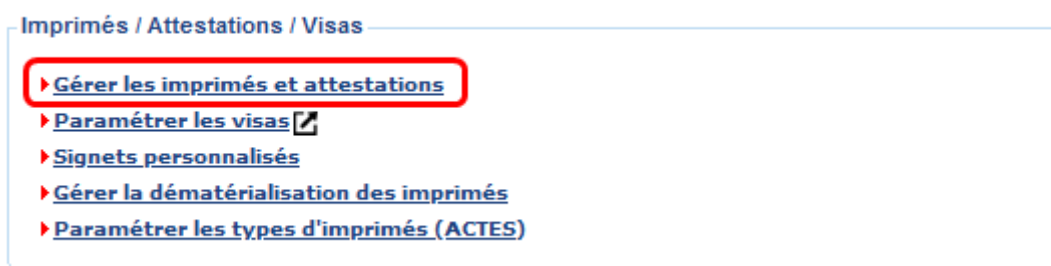 Imprimés / Attestations / Visas
Gérer les imprimés et attestations
Paramétrer les visas
Signets personnalisés
Gérer la dématérialisation des imprimés
Paramétrer les types d'imprimés (ACTES)